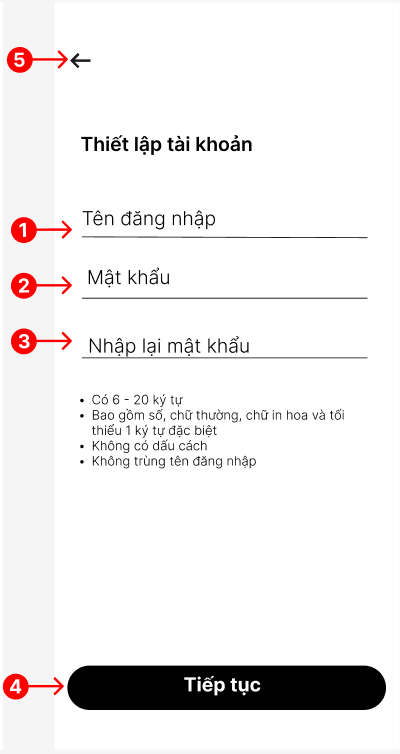 5
Thiết lập tài khoản
Tên đăng nhập
1
Mật khẩu
2
3
Nhập lại mật khẩu
• Có 6 - 20 ký tự
• Bao gồm số, chữ thường, chữ in hoa và tối
thiểu 1 ký tự đặc biệt
• Không có dấu cách
• Không trùng tên đăng nhập
4
Tiếp tục